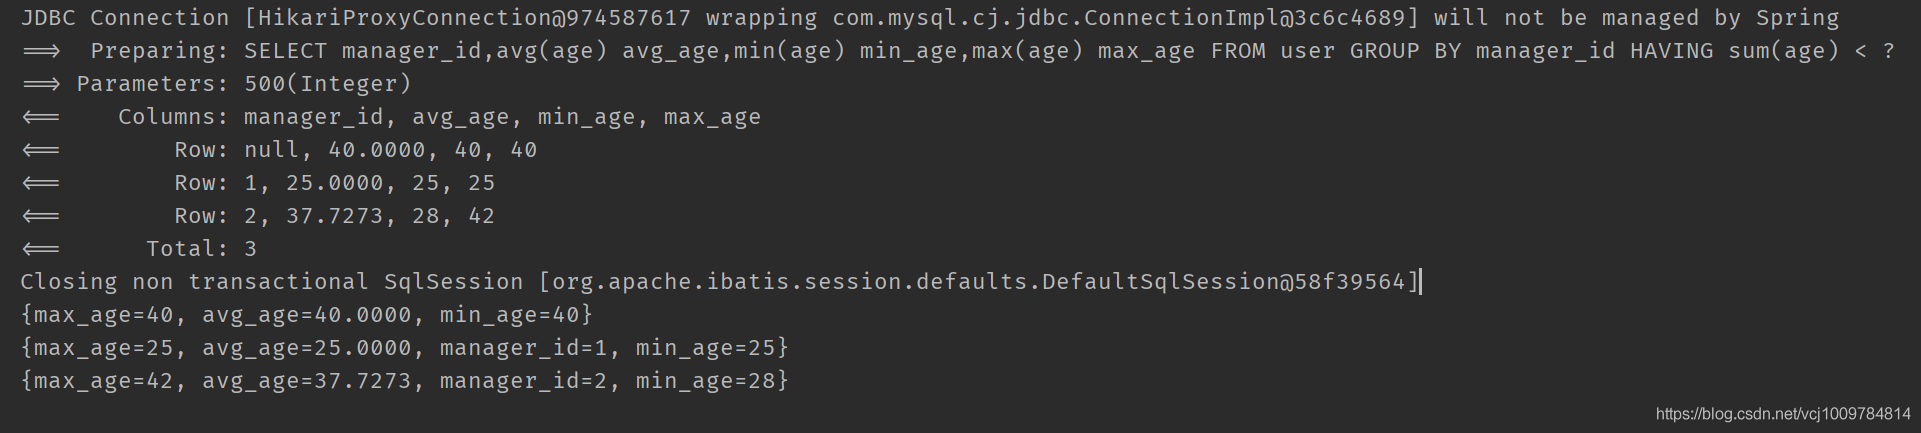 JDBC Connection [HikariProxyConnection@974587617 wrapping com.mysql.cj.jdbc.ConnectionImpl@3c6c4689] will not be managed by Spring
==>  Preparing: SELECT manager_id,avg(age) avg_age,min(age) min_age,max(age) max_age FROM user GROUP BY manager_id HAVING sum(age) < ?
==> Parameters: 500(Integer)
<==    Columns: manager_id, avg_age, min_age, max_age
<==        Row: null, 40.0000, 40, 40
<==        Row: 1, 25.0000, 25, 25
<==        Row: 2, 37.7273, 28, 42
<==      Total: 3
Closing non transactional SqlSession [org.apache.ibatis.session.defaults.DefaultSqlSession@58f39564]
{max_age=40, avg_age=40.0000, min_age=40}
{max_age=25, avg_age=25.0000, manager_id=1, min_age=25}
{max_age=42, avg_age=37.7273, manager_id=2, min_age=28}
https://blog.csdn.net/vcj1009784814